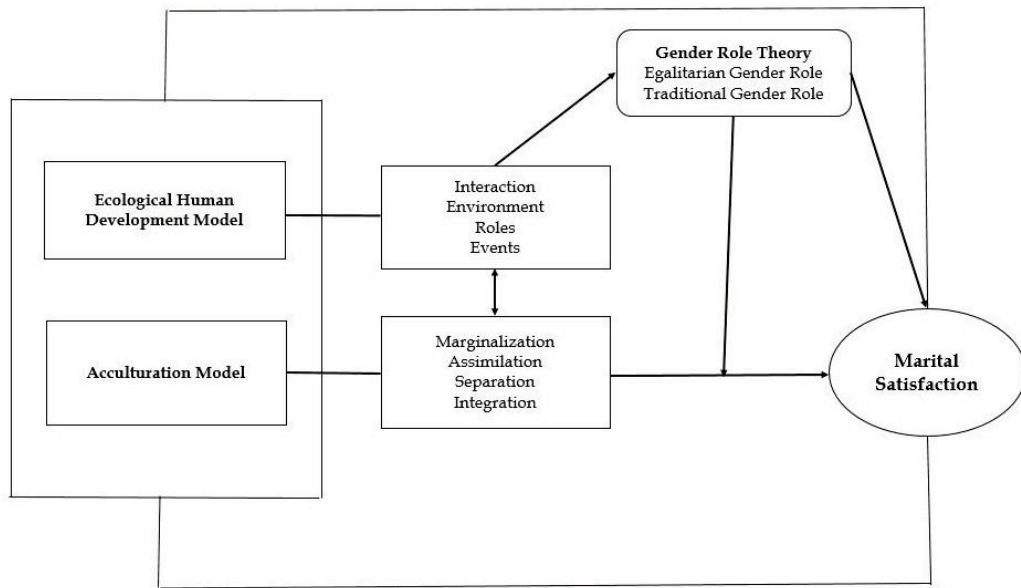 Gender Role Theory
Egalitarian Gender Role
Traditional Gender Role
Ecological Human
Development Model
Interaction
Environment
Roles
Events
Acculturation Model
Marginalization
Assimilation
Separation
Integration
Marital
Satisfaction